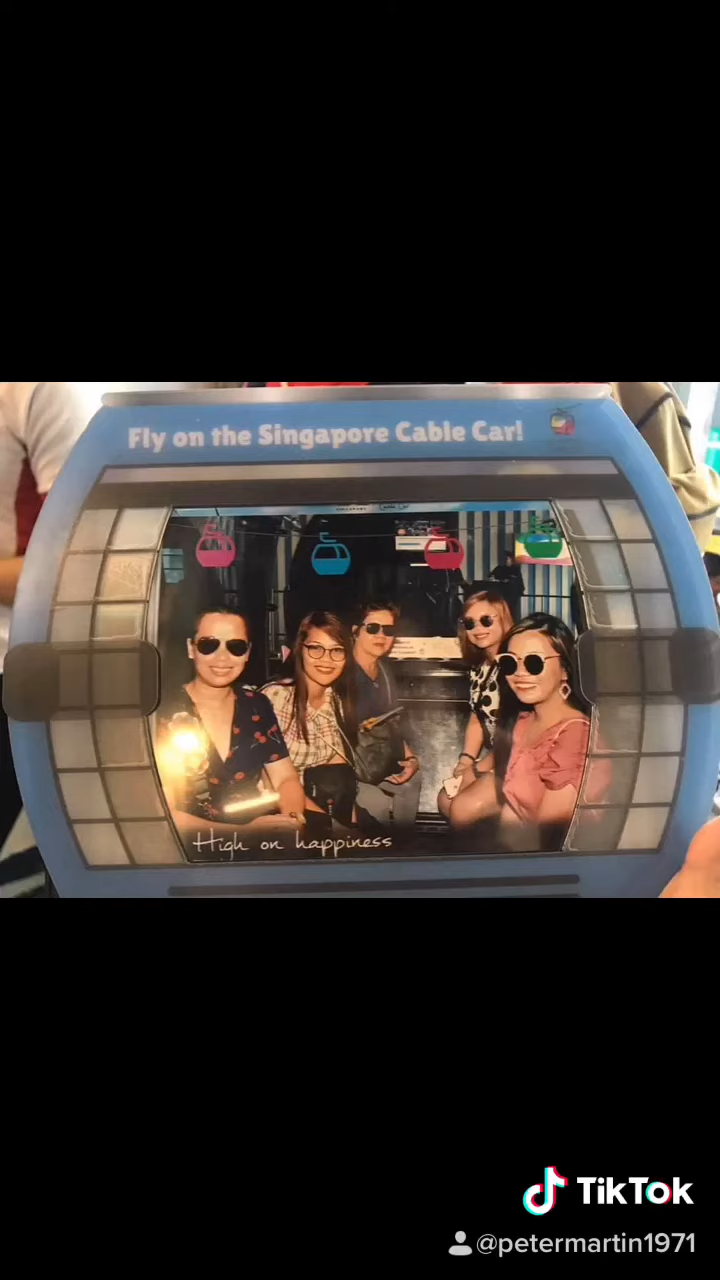 Fly on the Singapore Cable Car!
High on happiness
TikTok
@petermartin1971